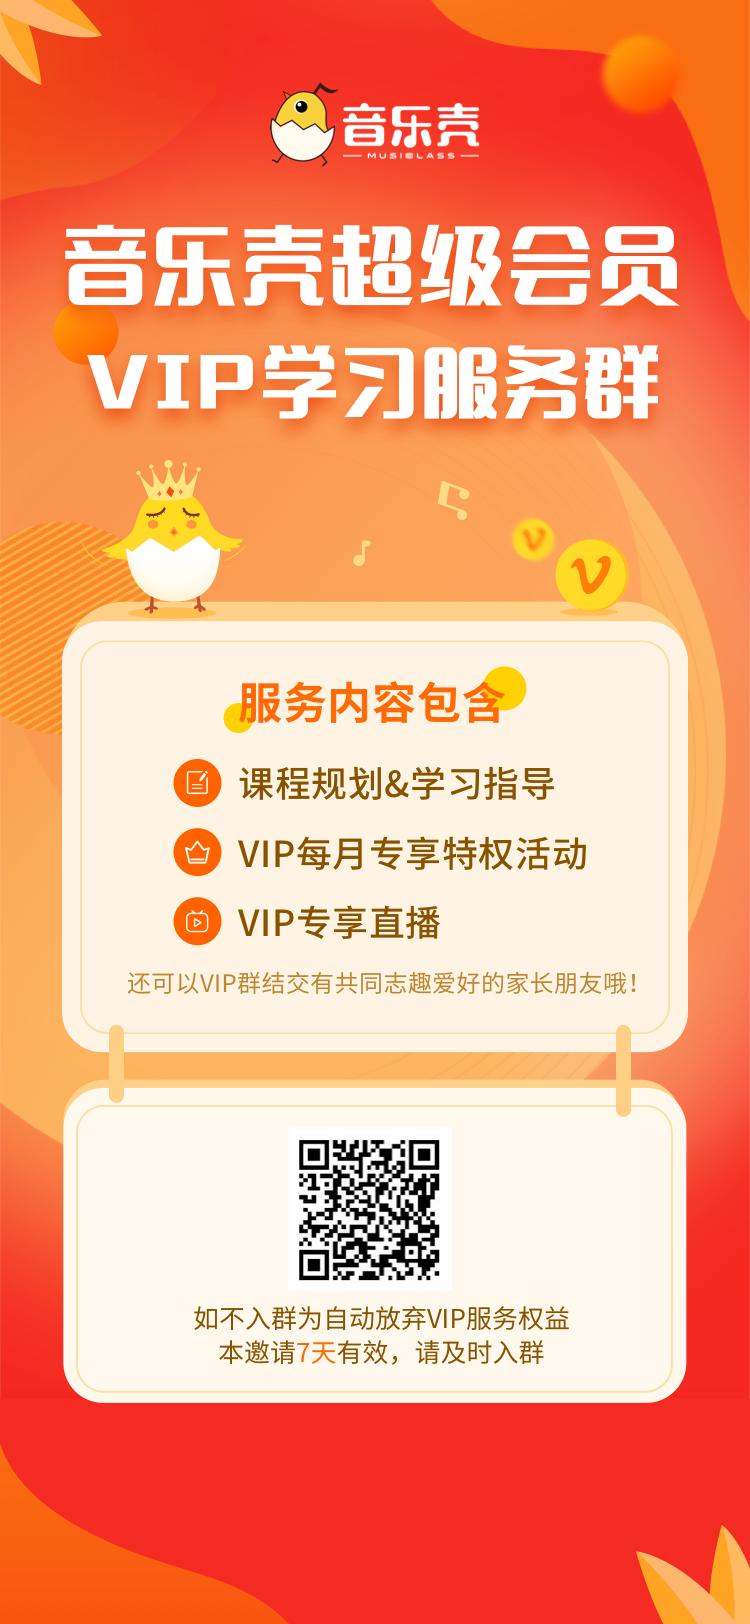 音乐壳
MUSICLASS
音乐壳超级会员
VIP学习服务群
服务内容包含
课程规划&学习指导
VIP每月专享特权活动
VIP专享直播
还可以VIP群结交有共同志趣爱好的家长朋友哦！
如不入群为自动放弃VIP服务权益
本邀请7天有效，请及时入群